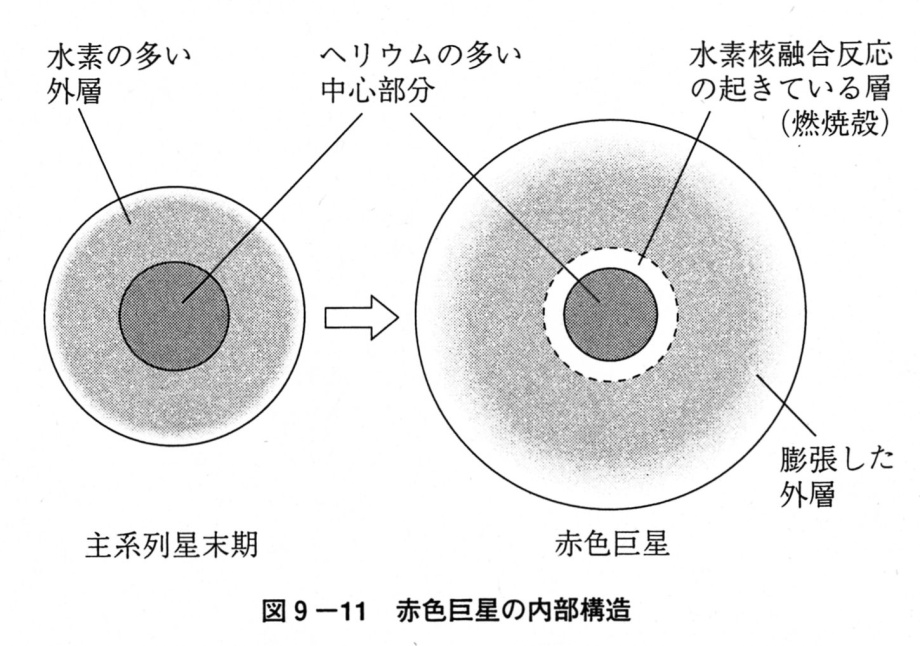 水素の多い
外層
ヘリウムの多い
中心部分
水素核融合反応
の起きている層
（燃焼殻）
膨張した
外層
主系列星末期
赤色巨星
図9－11　赤色巨星の内部構造